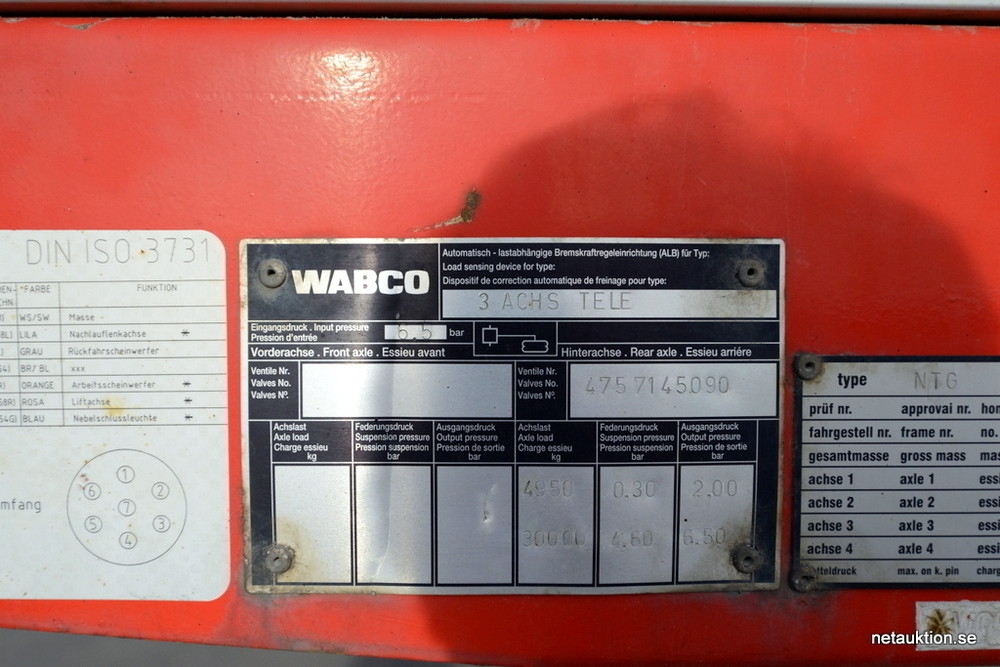 DIN ISO 3731
*FARBE FUNKTION
WS/SW Masse
LILA Nachlauflenkachse *
GRAU Rückfahrscheinwerfer
BR/BL xxx
ORANGE Arbeitsscheinwerfer *
ROSA Liftachse *
BLAU Nebelschlussleuchte *
1
6 2
7
5 3
4
WABCO
Automatisch - lastabhängige Bremskraftregeleinrichtung (ALB) für Typ:
Load sensing device for type:
Dispositif de correction automatique de freinage pour type:
3 ACHS TELE
Eingangsdruck . Input pressure
Pression d'entrée
6.5 bar
Vorderachse . Front axle . Essieu avant
Hinterachse . Rear axle . Essieu arriére
Ventile Nr.
Valves No.
Valves Nº.
Ventile Nr.
Valves No.
Valves Nº.
4757145090
Achslast
Axle load
Charge essieu
kg
Federungsdruck
Suspension pressure
Pression suspension
bar
Ausgangsdruck
Output pressure
Pression de sortie
bar
Achslast
Axle load
Charge essieu
kg
Federungsdruck
Suspension pressure
Pression suspension
bar
Ausgangsdruck
Output pressure
Pression de sortie
bar
4950 0.30 2.00
30000 4.80 6.50
type NTG
prüf nr. approvai nr.
fahrgestell nr. frame nr. no.
gesamtmasse gross mass
achse 1 axle 1
achse 2 axle 2
achse 3 axle 3
achse 4 axle 4
max. on k. pin
netauktion.se